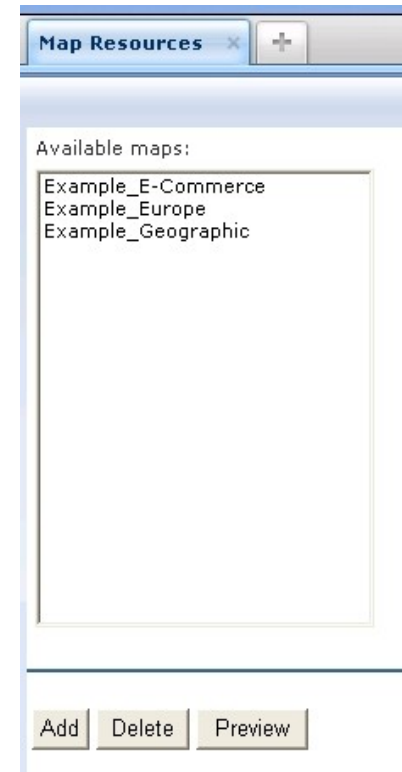 Map Resources × +
Available maps:
Example_E-Commerce
Example_Europe
Example_Geographic
Add Delete Preview